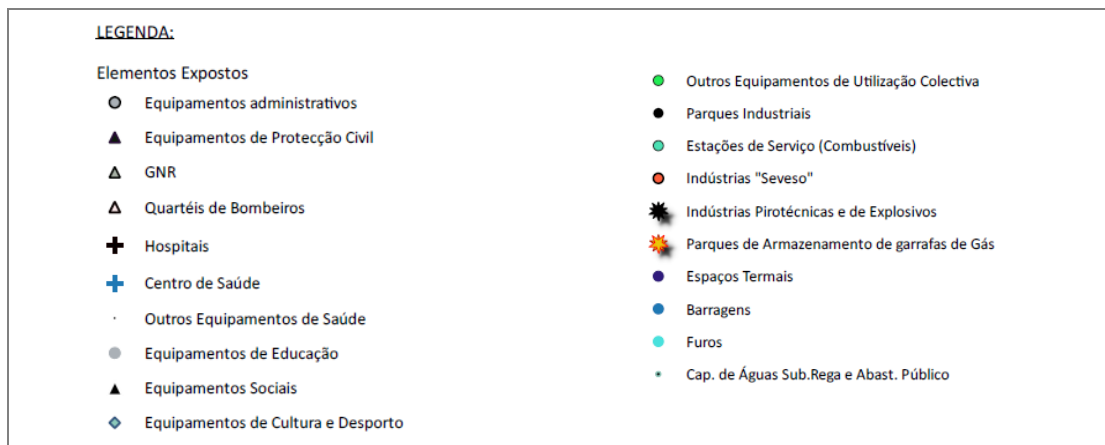 LEGENDA:
Elementos Expostos
Equipamentos administrativos
Equipamentos de Protecção Civil
GNR
Quartéis de Bombeiros
Hospitais
Centro de Saúde
Outros Equipamentos de Saúde
Equipamentos de Educação
Equipamentos Sociais
Equipamentos de Cultura e Desporto
Outros Equipamentos de Utilização Colectiva
Parques Industriais
Estações de Serviço (Combustíveis)
Indústrias "Seveso"
Indústrias Pirotécnicas e de Explosivos
Parques de Armazenamento de garrafas de Gás
Espaços Termais
Barragens
Furos
Cap. de Águas Sub.Rega e Abast. Público